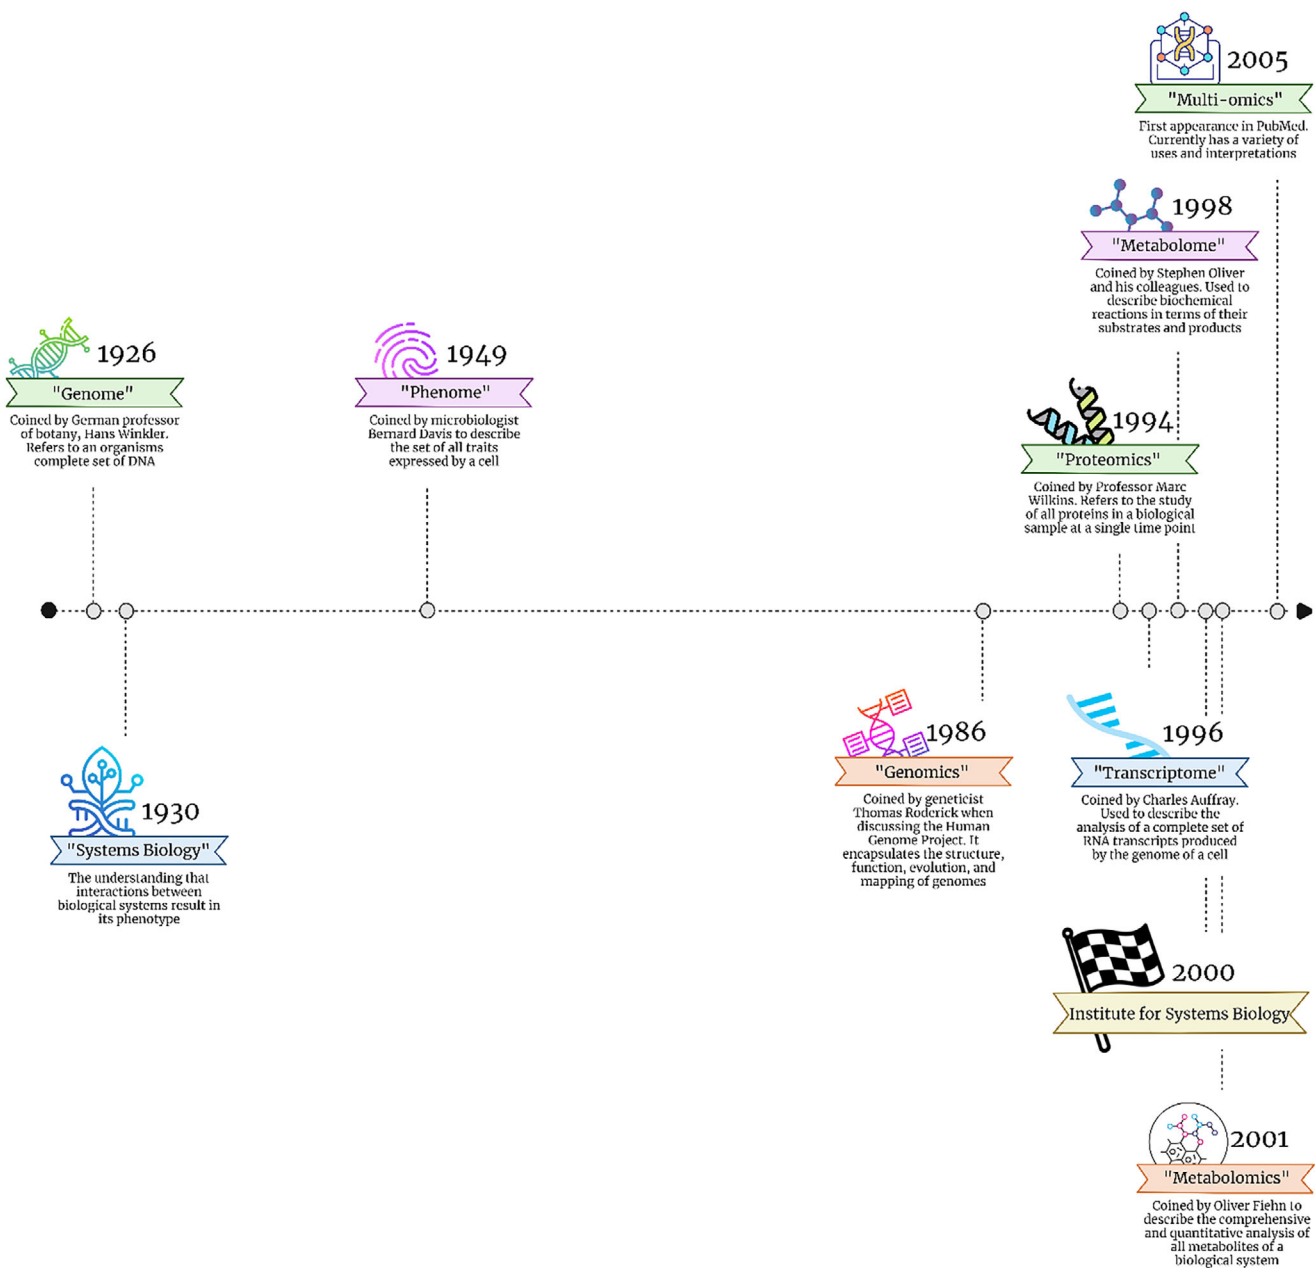 2005
"Multi-omics"
First appearance in PubMed.
Currently has a variety of
uses and interpretations
1998
"Metabolome"
Coined by Stephen Oliver
and his colleagues. Used to
describe biochemical
reactions in terms of their
substrates and products
1926
"Genome"
Coined by German professor
of botany, Hans Winkler.
Refers to an organisms
complete set of DNA
1949
"Phenome"
Coined by microbiologist
Bernard Davis to describe
the set of all traits
expressed by a cell
1994
"Proteomics"
Coined by Professor Marc
Wilkins. Refers to the study
of all proteins in a biological
sample at a single time point
1930
"Systems Biology"
The understanding that
interactions between
biological systems result in
its phenotype
1986
"Genomics"
Coined by geneticist
Thomas Roderick when
discussing the Human
Genome Project. It
encapsulates the structure,
function, evolution, and
mapping of genomes
1996
"Transcriptome"
Coined by Charles Auffray.
Used to describe the
analysis of a complete set of
RNA transcripts produced
by the genome of a cell
2000
Institute for Systems Biology
2001
"Metabolomics"
Coined by Oliver Fiehn to
describe the comprehensive
and quantitative analysis of
all metabolites of a
biological system